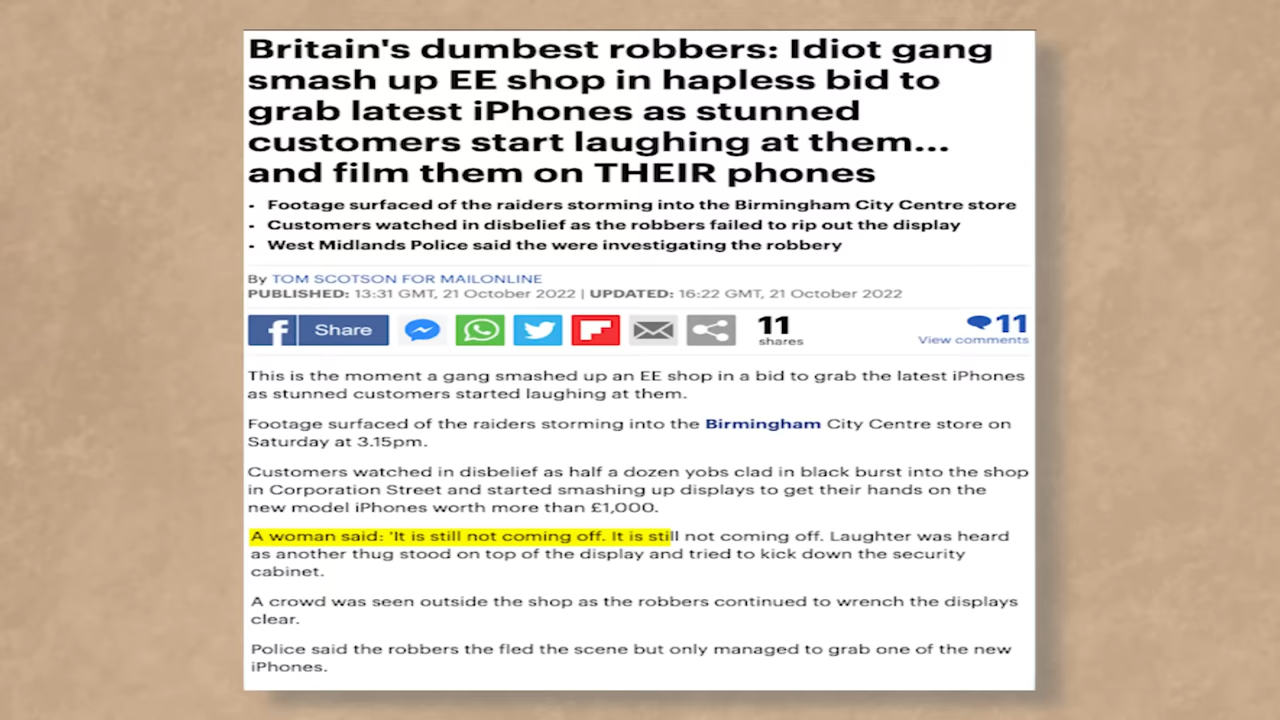 Britain's dumbest robbers: Idiot gang
smash up EE shop in hapless bid to
grab latest iPhones as stunned
customers start laughing at them...
and film them on THEIR phones
• Footage surfaced of the raiders storming into the Birmingham City Centre store
• Customers watched in disbelief as the robbers failed to rip out the display
• West Midlands Police said the were investigating the robbery
By TOM SCOTSON FOR MAILONLINE
PUBLISHED: 13:31 GMT, 21 October 2022 | UPDATED: 16:22 GMT, 21 October 2022
f Share 11 shares 11 View comments
This is the moment a gang smashed up an EE shop in a bid to grab the latest iPhones
as stunned customers started laughing at them.
Footage surfaced of the raiders storming into the Birmingham City Centre store on
Saturday at 3.15pm.
Customers watched in disbelief as half a dozen yobs clad in black burst into the shop
in Corporation Street and started smashing up displays to get their hands on the
new model iPhones worth more than £1,000.
A woman said: 'It is still not coming off. It is still not coming off. Laughter was heard
as another thug stood on top of the display and tried to kick down the security
cabinet.
A crowd was seen outside the shop as the robbers continued to wrench the displays
clear.
Police said the robbers the fled the scene but only managed to grab one of the new
iPhones.